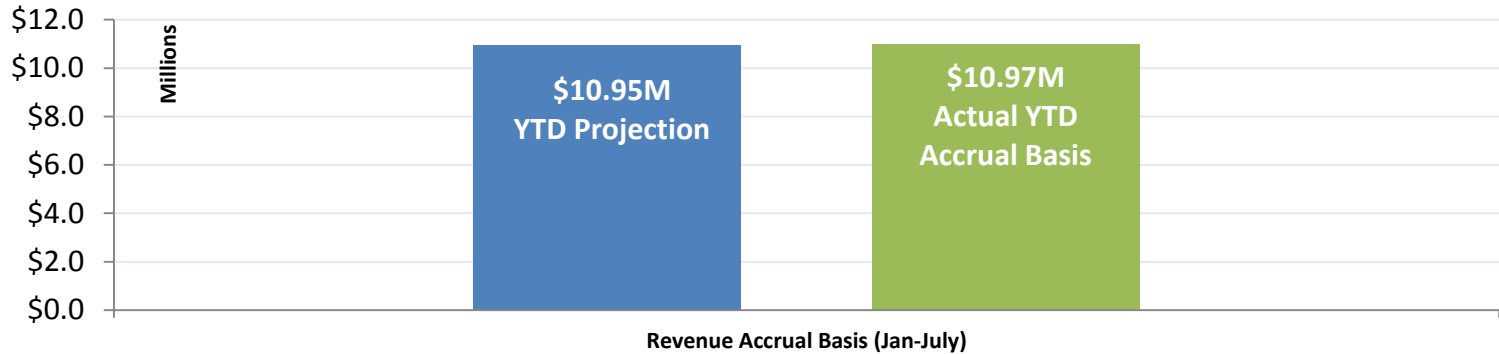 $12.0
$10.0
$8.0
$6.0
$4.0
$2.0
$0.0
Millions
$10.95M
YTD Projection
$10.97M
Actual YTD
Accrual Basis
Revenue Accrual Basis (Jan-July)